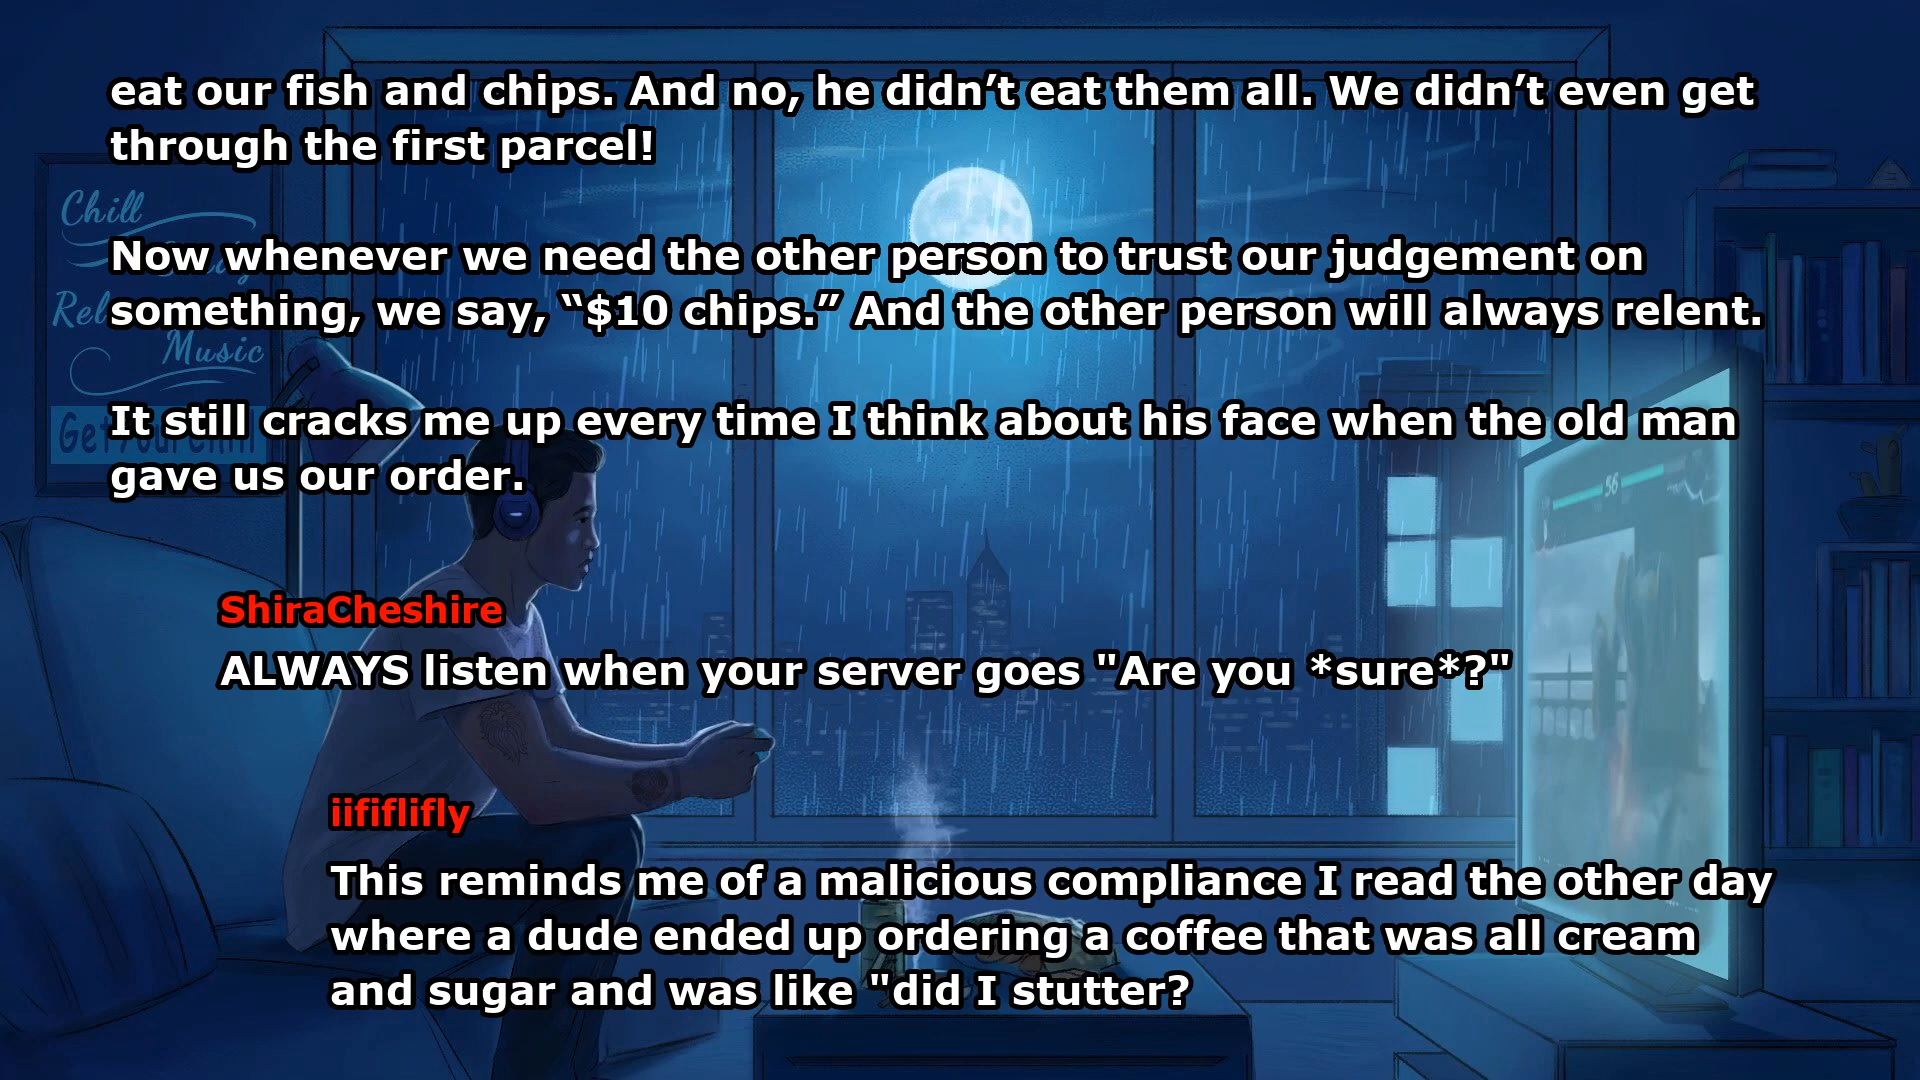 eat our fish and chips. And no, he didn’t eat them all. We didn’t even get
through the first parcel!
Chill
Now whenever we need the other person to trust our judgement on
something, we say, “$10 chips.” And the other person will always relent.
Rel
Music
It still cracks me up every time I think about his face when the old man
gave us our order.
56
ShiraCheshire
ALWAYS listen when your server goes "Are you *sure*?"
iififlifly
This reminds me of a malicious compliance I read the other day
where a dude ended up ordering a coffee that was all cream
and sugar and was like "did I stutter?